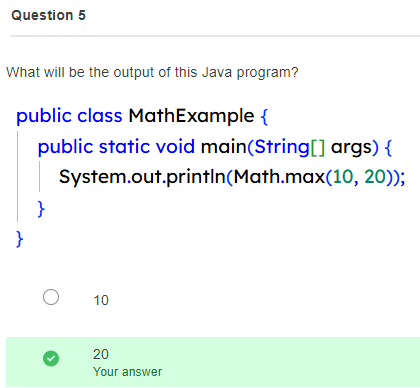 Question 5
What will be the output of this Java program?
public class MathExample {
public static void main(String[] args) {
System.out.println(Math.max(10, 20));
}
}
10
20
Your answer